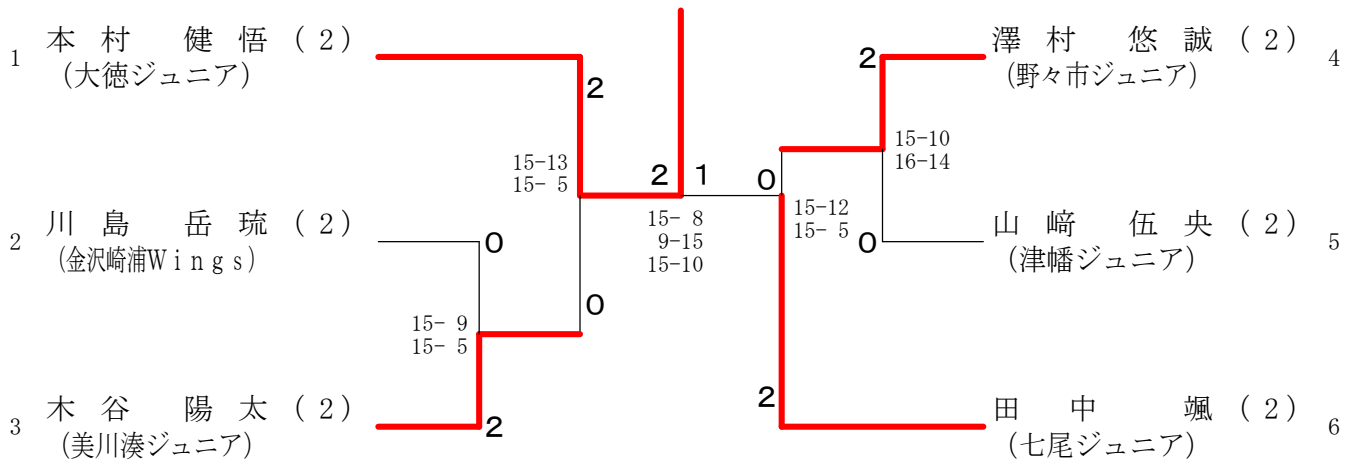 1 本村 健悟 (2)
(大徳ジュニア)
2 川島 岳琉 (2)
(金沢崎浦Wings)
3 木谷 陽太 (2)
(美川湊ジュニア)
2
15-13
15- 5
0
15- 9
15- 5
2
0
2 1
15- 8
9-15
15-10
0
15-12
15- 5
2
2
15-10
16-14
0
澤村 悠誠 (2) 4
(野々市ジュニア)
山﨑 伍央 (2) 5
(津幡ジュニア)
田中 颯 (2) 6
(七尾ジュニア)